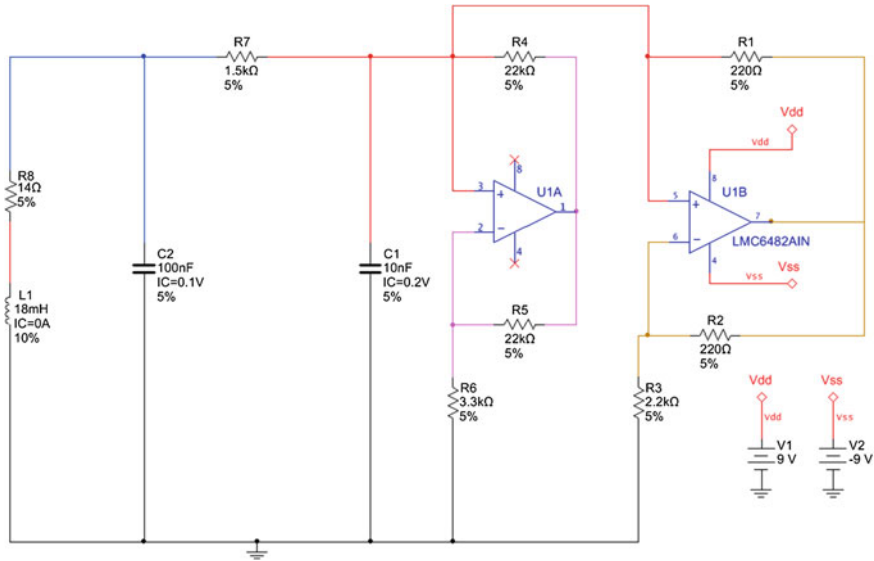 R7
1.5kΩ
5%
R4
22kΩ
5%
R1
220Ω
5%
Vdd
Vdd
R8
14Ω
5%
8
3
+
U1A
1
2
−
4
8
5
+
U1B
7
6
−
LMC6482AIN
4
Vss
Vss
C2
100nF
IC=0.1V
5%
C1
10nF
IC=0.2V
5%
L1
18mH
IC=0A
10%
R5
22kΩ
5%
R2
220Ω
5%
R6
3.3kΩ
5%
R3
2.2kΩ
5%
Vdd
Vdd
V1
9 V
Vss
Vss
V2
-9 V